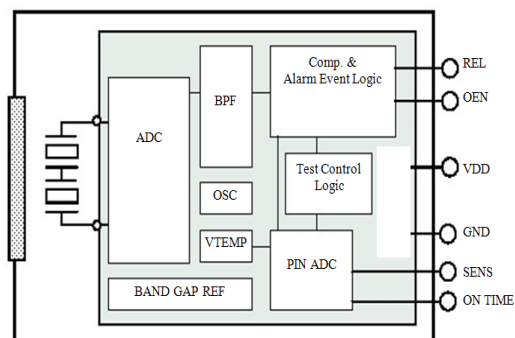 Comp. &
Alarm Event Logic
REL
OEN
BPF
ADC
VDD
Test Control
Logic
OSC
GND
VTEMP
PIN ADC
SENS
BAND GAP REF
ON TIME